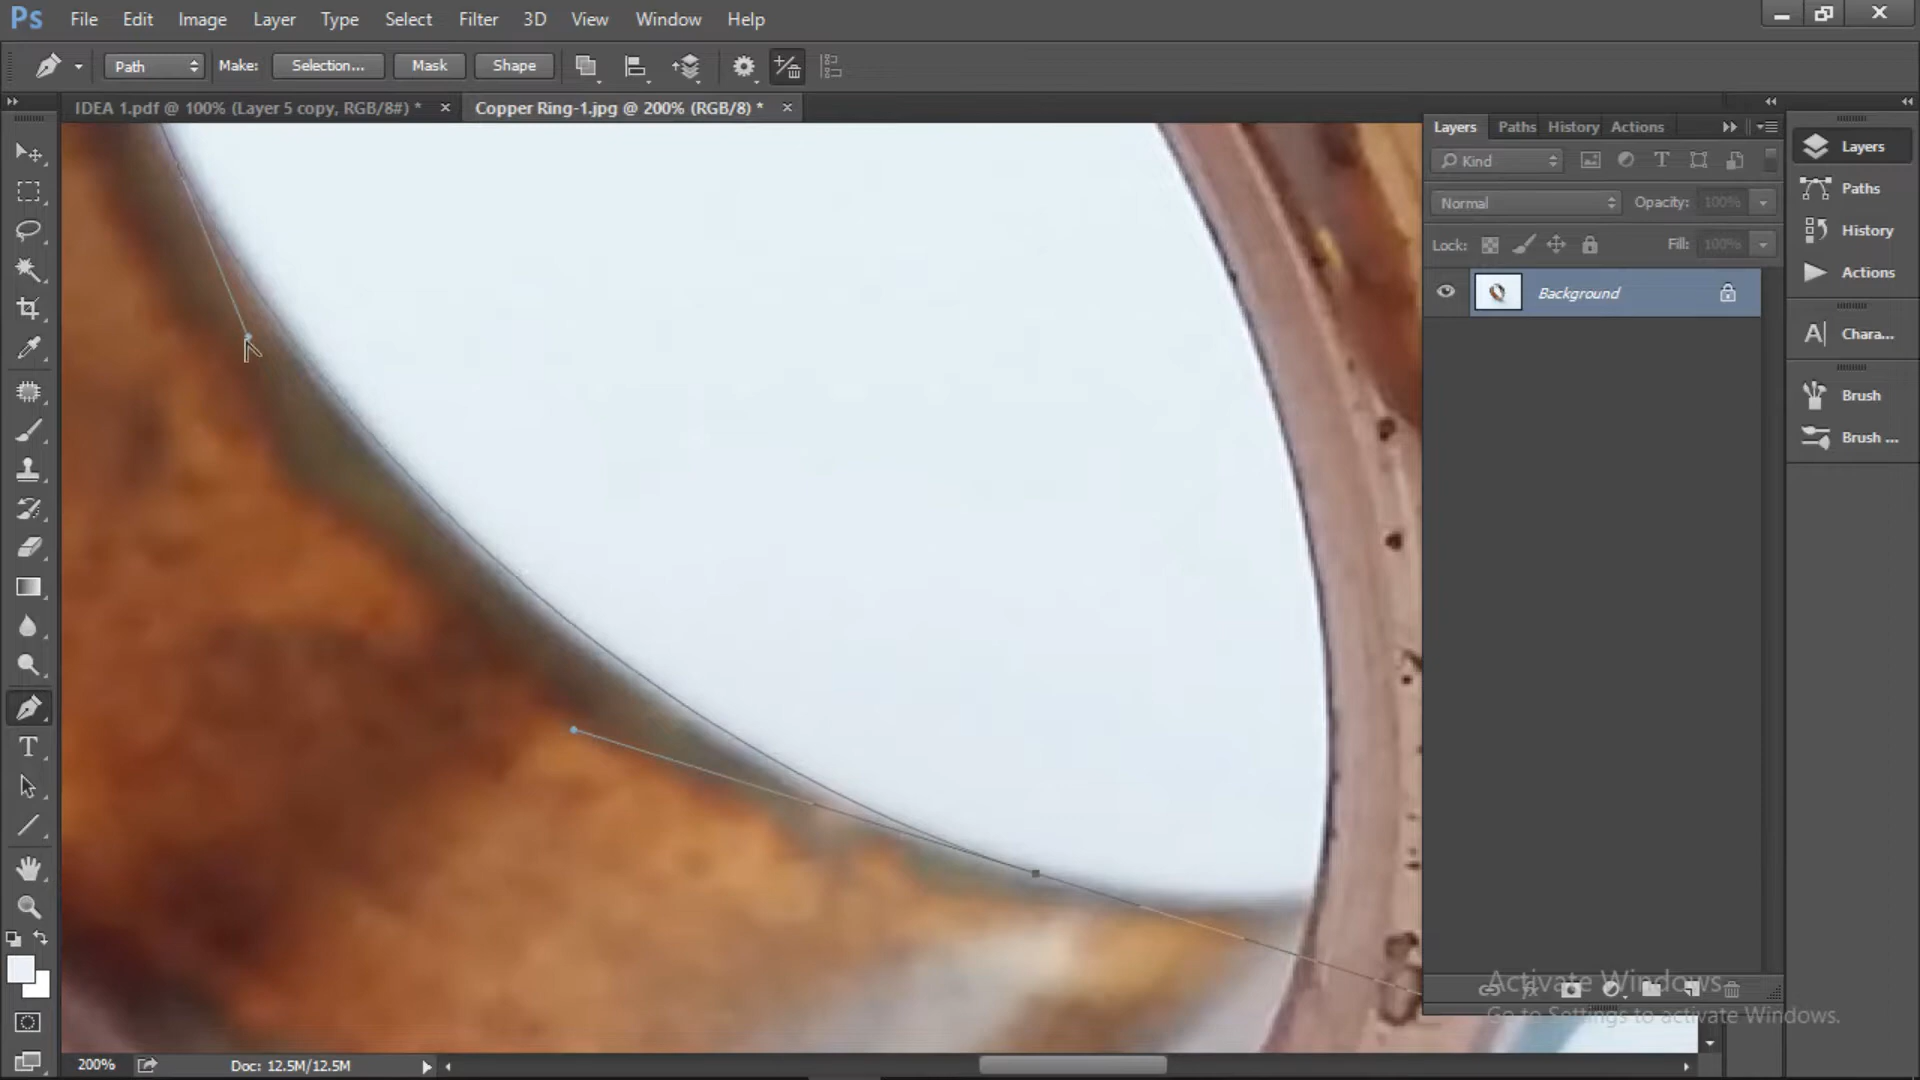 Ps File Edit Image Layer Type Select Filter 3D View Window Help
Path Make: Selection... Mask Shape
IDEA 1.pdf @ 100% (Layer 5 copy, RGB/8#) * Copper Ring-1.jpg @ 200% (RGB/8) *
Layers Paths History Actions
Kind
Normal Opacity: 100%
Lock: Fill: 100%
Background
Layers
Paths
History
Actions
Chara...
Brush
Brush ...
Activate Windows
Go to Settings to activate Windows.
200% Doc: 12.5M/12.5M